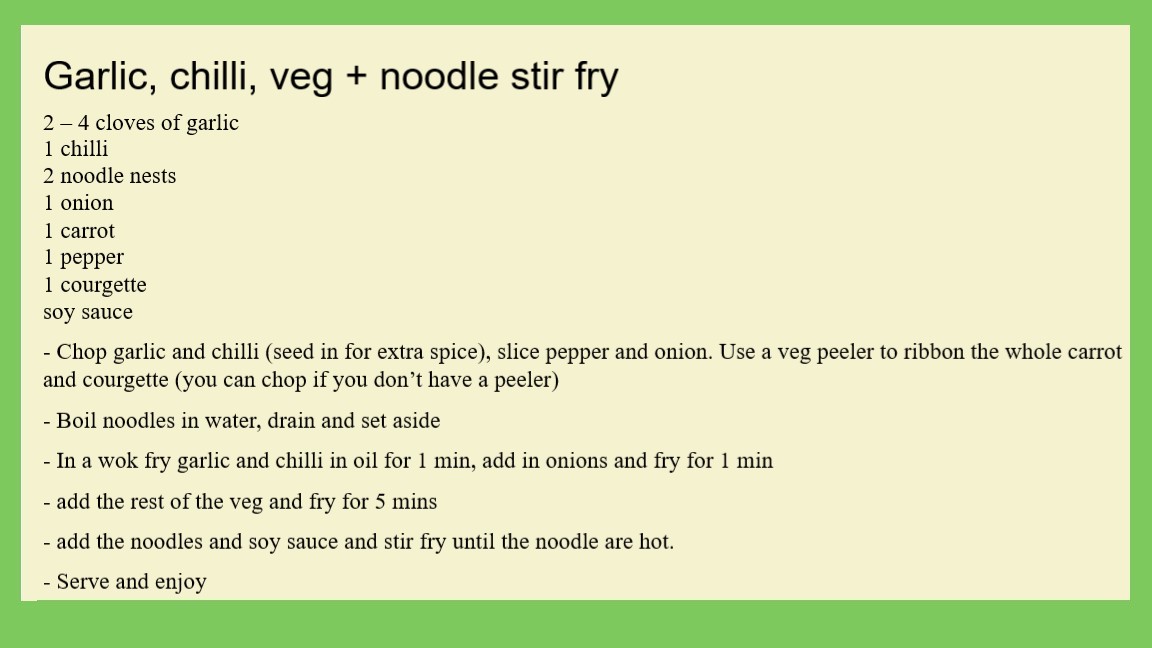 Garlic, chilli, veg + noodle stir fry
2 – 4 cloves of garlic
1 chilli
2 noodle nests
1 onion
1 carrot
1 pepper
1 courgette
soy sauce
- Chop garlic and chilli (seed in for extra spice), slice pepper and onion. Use a veg peeler to ribbon the whole carrot
and courgette (you can chop if you don’t have a peeler)
- Boil noodles in water, drain and set aside
- In a wok fry garlic and chilli in oil for 1 min, add in onions and fry for 1 min
- add the rest of the veg and fry for 5 mins
- add the noodles and soy sauce and stir fry until the noodle are hot.
- Serve and enjoy